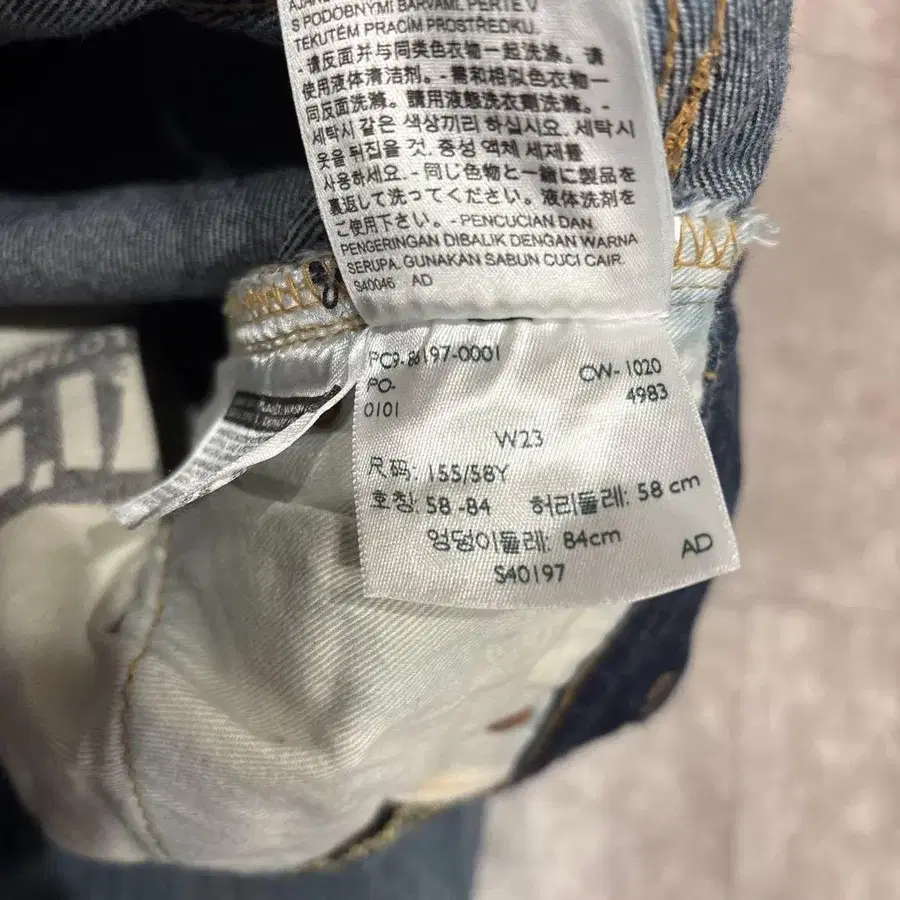 S PODOBNÝMI BARVAMI. PERTE V
TEKUTÉM PRACÍM PROSTŘEDKU.
- 请反面并与同类色衣物一起洗涤。请
使用液体清洁剂。- 需和相似色衣物一
同反面洗滌。請用液態洗衣劑洗滌。-
세탁시 같은 색상끼리 하십시요. 세탁시
옷을 뒤집을 것. 중성 액체 세제를
사용하세요. - 同じ色物と一緒に製品を
裏返して洗ってください。液体洗剤を
ご使用下さい。-PENCUCIAN DAN
PENGERINGAN DIBALIK DENGAN WARNA
SERUPA. GUNAKAN SABUN CUCI CAIR.
S40046 AD
PC9-86197-0001
PO-
0101
CW- 1020
4983
W23
尺码: 155/58Y
호칭: 58 -84 허리둘레: 58 cm
엉덩이둘레: 84cm
AD
S40197